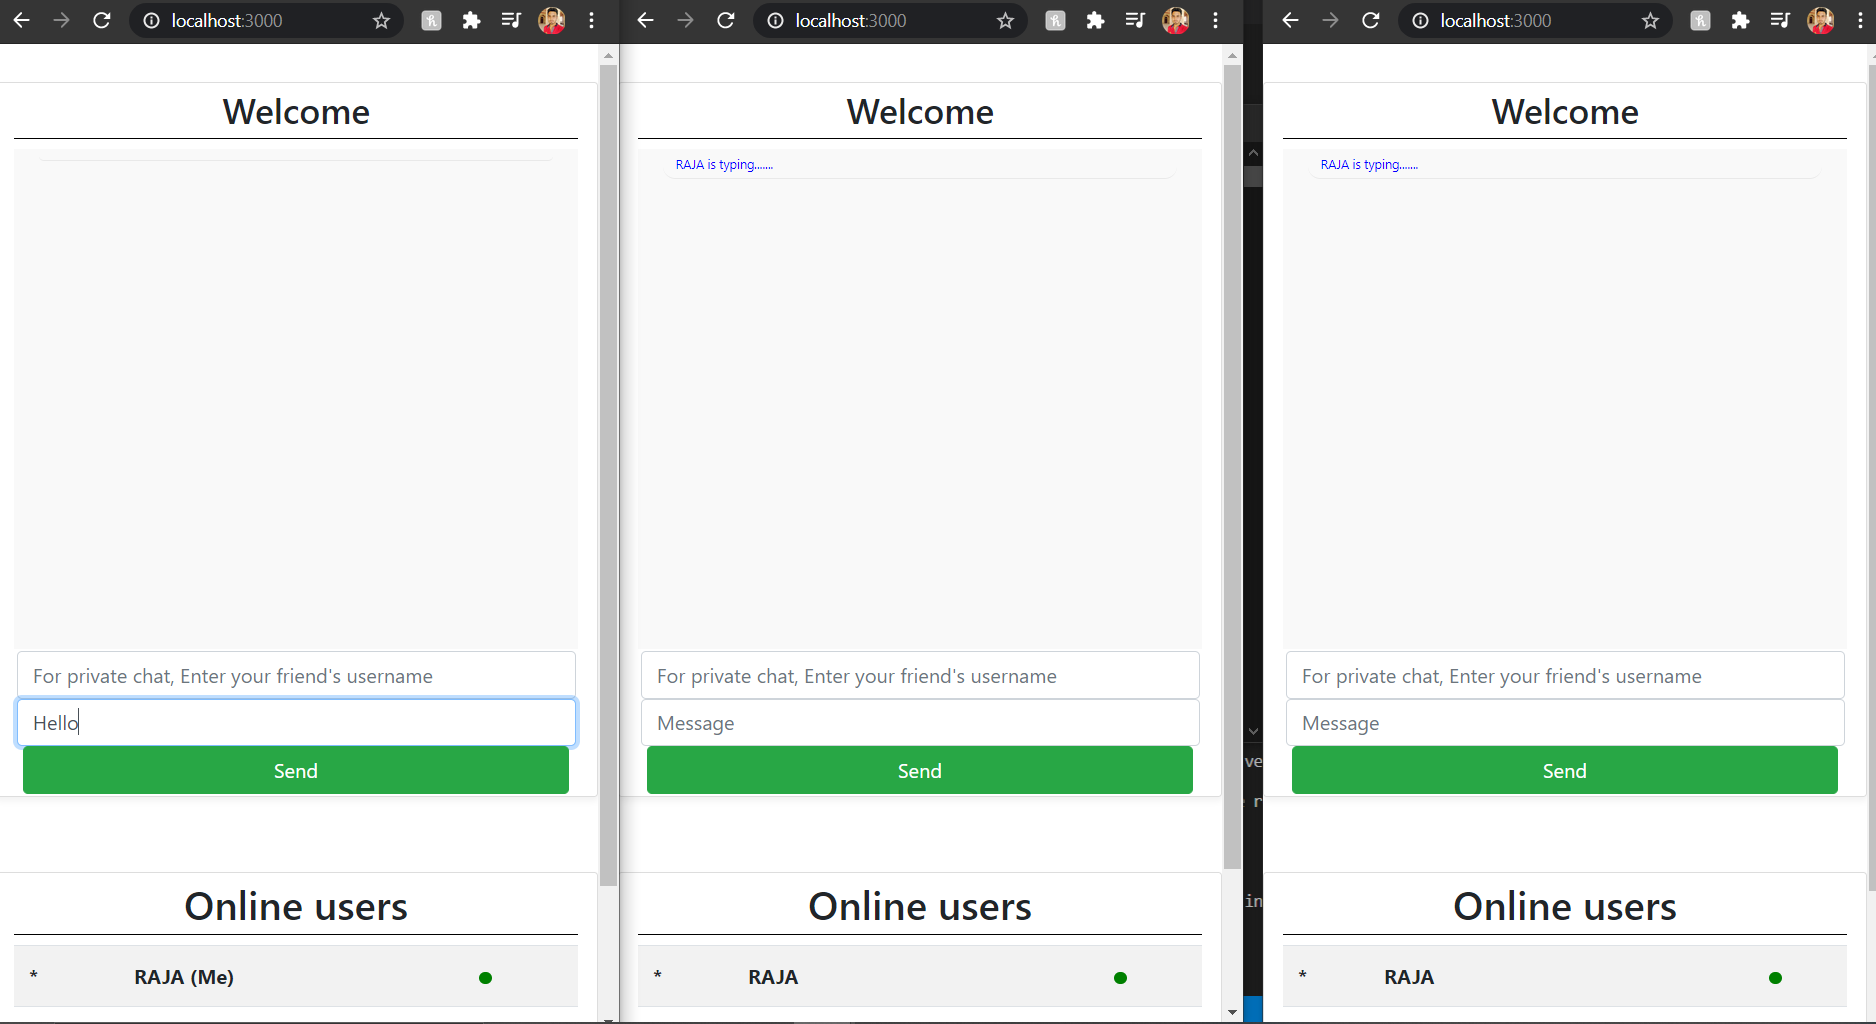 localhost:3000
Welcome
For private chat, Enter your friend's username
Hello
Send
Online users
* RAJA (Me)
localhost:3000
Welcome
RAJA is typing.......
For private chat, Enter your friend's username
Message
Send
Online users
* RAJA
ve
r
in
localhost:3000
Welcome
RAJA is typing.......
For private chat, Enter your friend's username
Message
Send
Online users
* RAJA